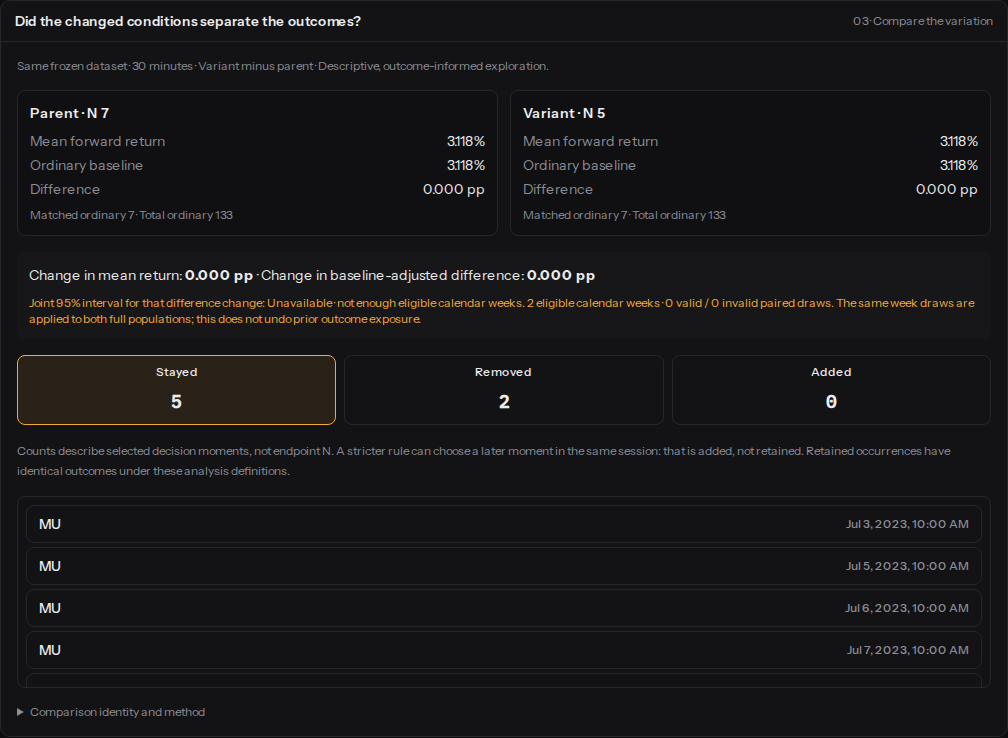 Did the changed conditions separate the outcomes?
03·Compare the variation
Same frozen dataset·30 minutes·Variant minus parent·Descriptive, outcome-informed exploration.
Parent·N 7
Mean forward return 3.118%
Ordinary baseline 3.118%
Difference 0.000 pp
Matched ordinary 7·Total ordinary 133
Variant·N 5
Mean forward return 3.118%
Ordinary baseline 3.118%
Difference 0.000 pp
Matched ordinary 7·Total ordinary 133
Change in mean return: 0.000 pp·Change in baseline-adjusted difference: 0.000 pp
Joint 95% interval for that difference change: Unavailable·not enough eligible calendar weeks. 2 eligible calendar weeks·0 valid / 0 invalid paired draws. The same week draws are
applied to both full populations; this does not undo prior outcome exposure.
Stayed
5
Removed
2
Added
0
Counts describe selected decision moments, not endpoint N. A stricter rule can choose a later moment in the same session: that is added, not retained. Retained occurrences have
identical outcomes under these analysis definitions.
MU Jul 3, 2023, 10:00 AM
MU Jul 5, 2023, 10:00 AM
MU Jul 6, 2023, 10:00 AM
MU Jul 7, 2023, 10:00 AM
Comparison identity and method